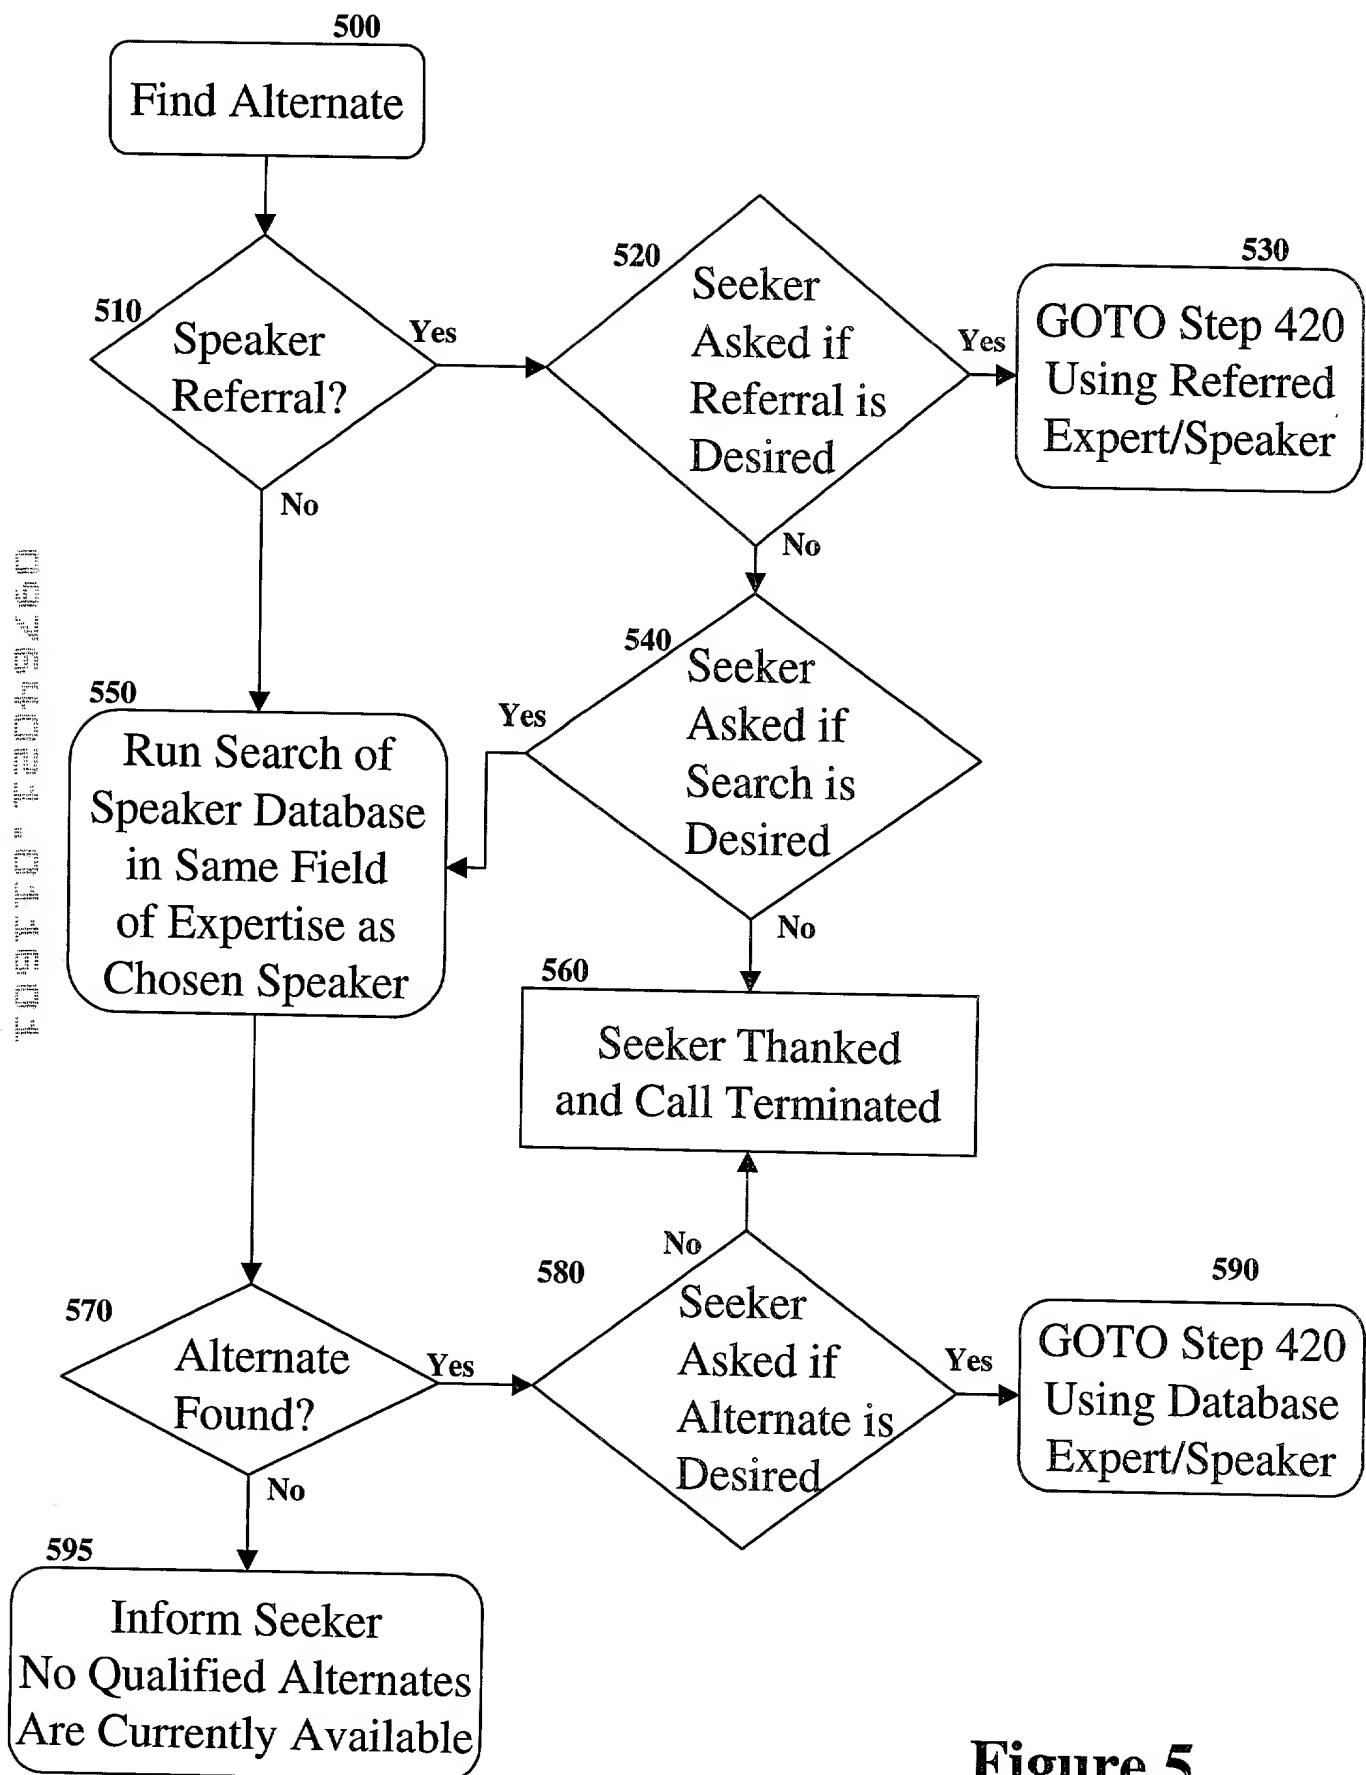 500
Find Alternate
510
Speaker
Referral?
Yes
No
520
Seeker
Asked if
Referral is
Desired
Yes
No
530
GOTO Step 420
Using Referred
Expert/Speaker
540
Seeker
Asked if
Search is
Desired
Yes
No
550
Run Search of
Speaker Database
in Same Field
of Expertise as
Chosen Speaker
560
Seeker Thanked
and Call Terminated
570
Alternate
Found?
Yes
No
580
Seeker
Asked if
Alternate is
Desired
No
Yes
590
GOTO Step 420
Using Database
Expert/Speaker
595
Inform Seeker
No Qualified Alternates
Are Currently Available
Figure 5